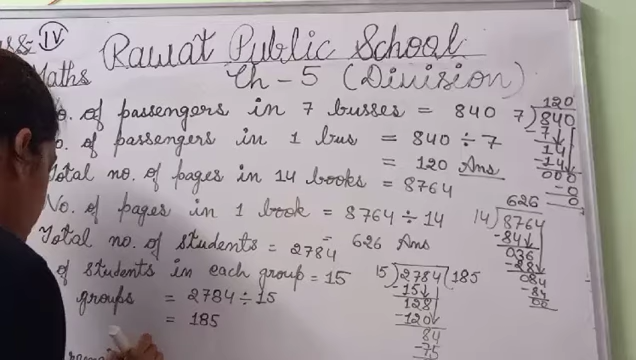 IV
Rawat Public School
Maths Ch - 5 (Division)
of passengers in 7 busses = 840
of passengers in 1 bus = 840 ÷ 7
= 120 Ans
Total no. of pages in 14 books = 8764
No. of pages in 1 book = 8764 ÷ 14
= 626 Ans
Total no. of students = 2784
of students in each group = 15
groups = 2784 ÷ 15
= 185
120
7) 840
-7↓
14
-14↓
000
-0
0
626
14) 8764
-84↓
036
-28↓
084
-84
00
15) 2784 (185
-15↓
128
-120↓
84
-75